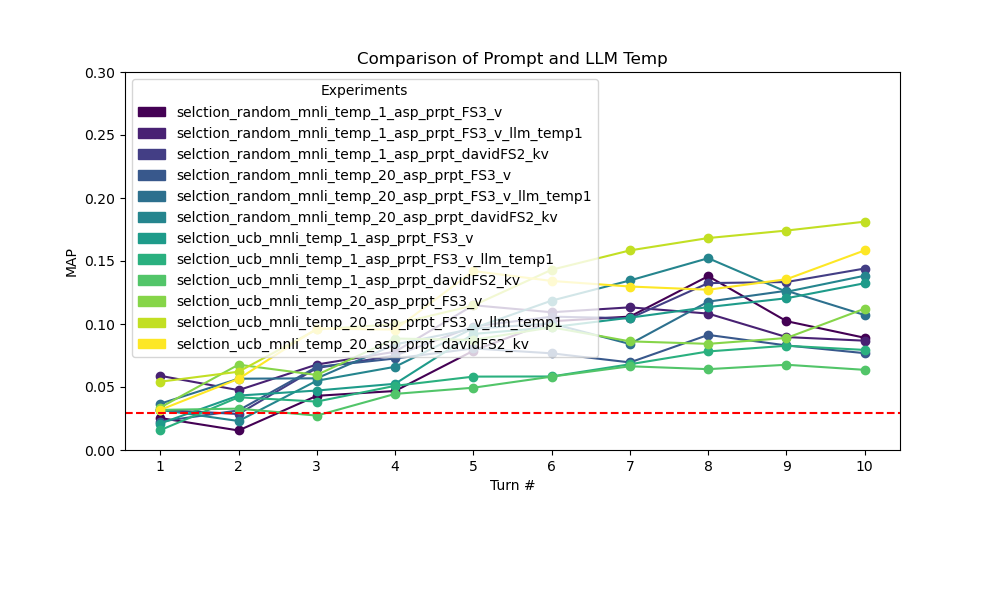 Comparison of Prompt and LLM Temp
0.30
0.25
0.20
0.15
0.10
0.05
0.00
MAP
Experiments
selction_random_mnli_temp_1_asp_prpt_FS3_v
selction_random_mnli_temp_1_asp_prpt_FS3_v_llm_temp1
selction_random_mnli_temp_1_asp_prpt_davidFS2_kv
selction_random_mnli_temp_20_asp_prpt_FS3_v
selction_random_mnli_temp_20_asp_prpt_FS3_v_llm_temp1
selction_random_mnli_temp_20_asp_prpt_davidFS2_kv
selction_ucb_mnli_temp_1_asp_prpt_FS3_v
selction_ucb_mnli_temp_1_asp_prpt_FS3_v_llm_temp1
selction_ucb_mnli_temp_1_asp_prpt_davidFS2_kv
selction_ucb_mnli_temp_20_asp_prpt_FS3_v
selction_ucb_mnli_temp_20_asp_prpt_FS3_v_llm_temp1
selction_ucb_mnli_temp_20_asp_prpt_davidFS2_kv
1 2 3 4 5 6 7 8 9 10
Turn #